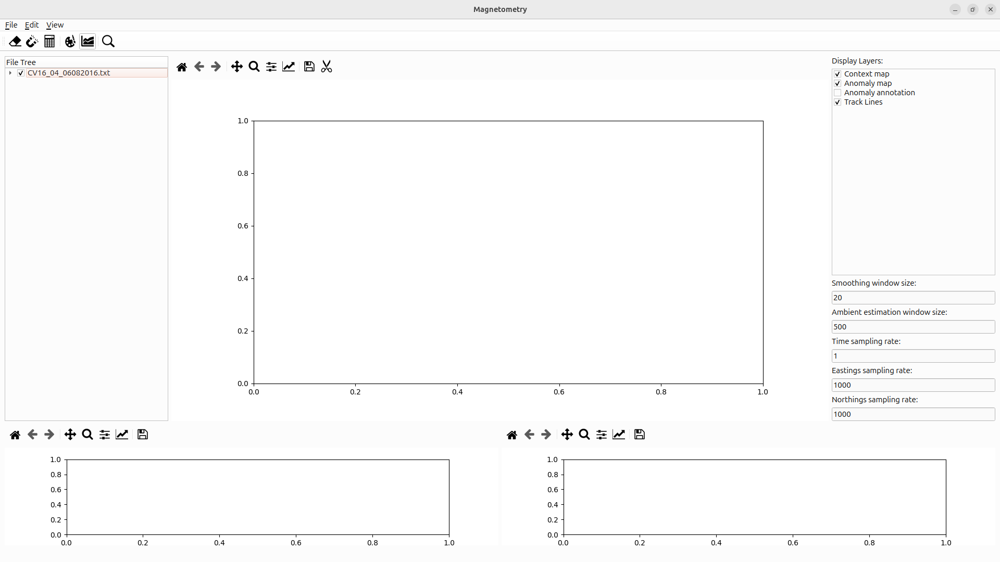 Magnetometry
File Edit View
File Tree
CV16_04_06082016.txt
1.0
0.8
0.6
0.4
0.2
0.0
0.0 0.2 0.4 0.6 0.8 1.0
Display Layers:
Context map
Anomaly map
Anomaly annotation
Track Lines
Smoothing window size:
20
Ambient estimation window size:
500
Time sampling rate:
1
Eastings sampling rate:
1000
Northings sampling rate:
1000
1.0
0.8
0.6
0.4
0.2
0.0
0.0 0.2 0.4 0.6 0.8 1.0
1.0
0.8
0.6
0.4
0.2
0.0
0.0 0.2 0.4 0.6 0.8 1.0